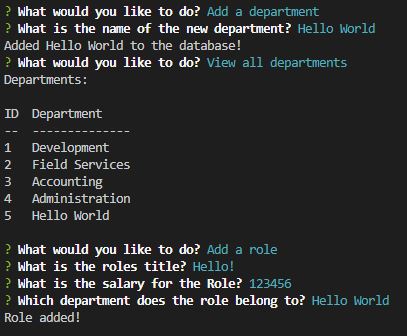 ? What would you like to do? Add a department
? What is the name of the new department? Hello World
Added Hello World to the database!
? What would you like to do? View all departments
Departments:
ID  Department
--  --------------
1   Development
2   Field Services
3   Accounting
4   Administration
5   Hello World
? What would you like to do? Add a role
? What is the roles title? Hello!
? What is the salary for the Role? 123456
? Which department does the role belong to? Hello World
Role added!